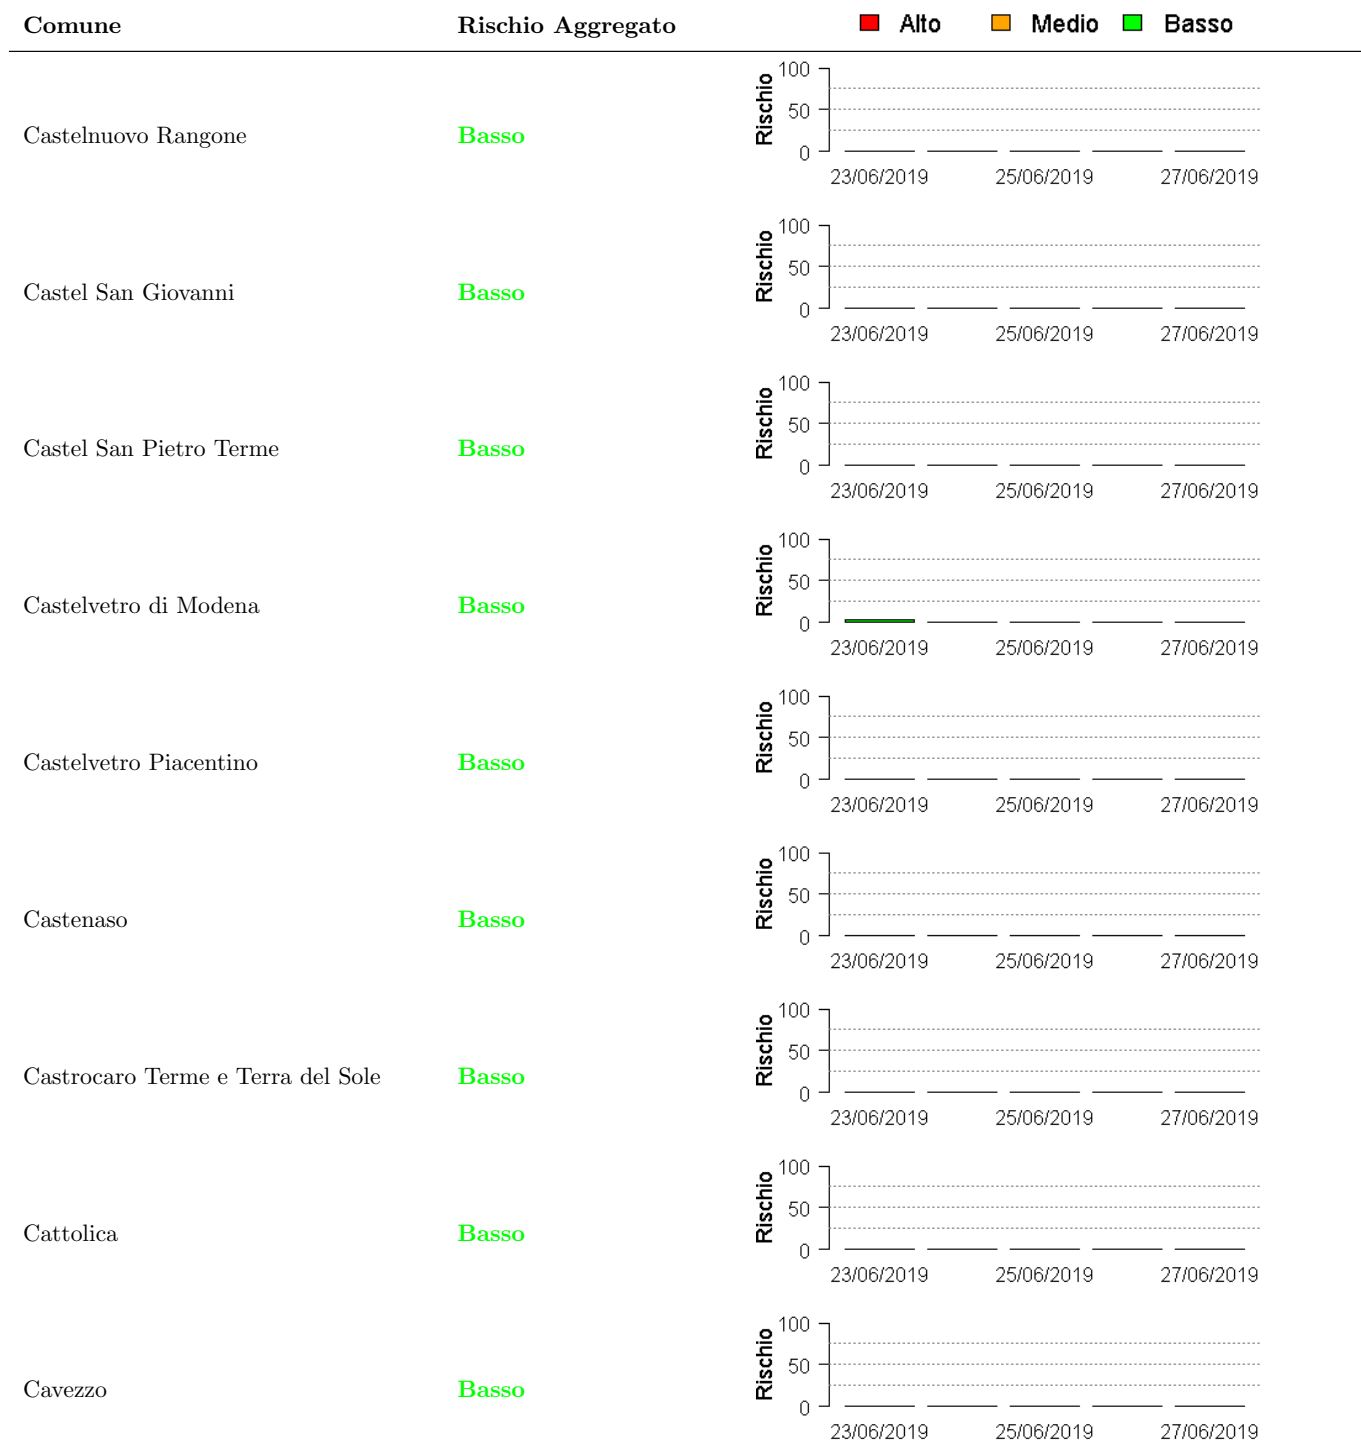 Comune Rischio Aggregato Alto Medio Basso
Castelnuovo Rangone Basso Rischio 100 50 0
23/06/2019 25/06/2019 27/06/2019
Castel San Giovanni Basso Rischio 100 50 0
23/06/2019 25/06/2019 27/06/2019
Castel San Pietro Terme Basso Rischio 100 50 0
23/06/2019 25/06/2019 27/06/2019
Castelvetro di Modena Basso Rischio 100 50 0
23/06/2019 25/06/2019 27/06/2019
Castelvetro Piacentino Basso Rischio 100 50 0
23/06/2019 25/06/2019 27/06/2019
Castenaso Basso Rischio 100 50 0
23/06/2019 25/06/2019 27/06/2019
Castrocaro Terme e Terra del Sole Basso Rischio 100 50 0
23/06/2019 25/06/2019 27/06/2019
Cattolica Basso Rischio 100 50 0
23/06/2019 25/06/2019 27/06/2019
Cavezzo Basso Rischio 100 50 0
23/06/2019 25/06/2019 27/06/2019